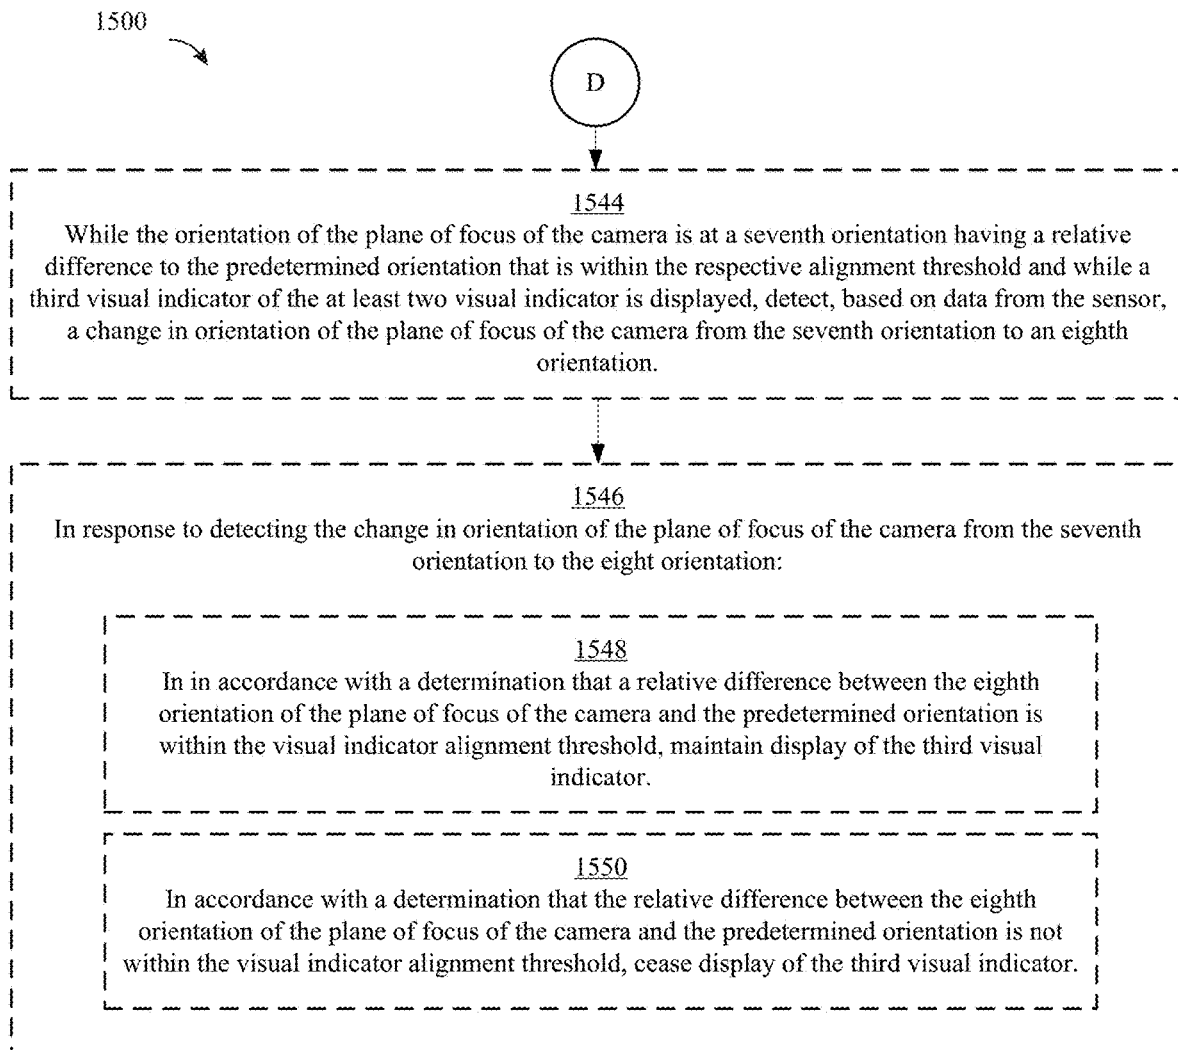 1500
D
1544
While the orientation of the plane of focus of the camera is at a seventh orientation having a relative
difference to the predetermined orientation that is within the respective alignment threshold and while a
third visual indicator of the at least two visual indicator is displayed, detect, based on data from the sensor,
a change in orientation of the plane of focus of the camera from the seventh orientation to an eighth
orientation.
1546
In response to detecting the change in orientation of the plane of focus of the camera from the seventh
orientation to the eight orientation:
1548
In in accordance with a determination that a relative difference between the eighth
orientation of the plane of focus of the camera and the predetermined orientation is
within the visual indicator alignment threshold, maintain display of the third visual
indicator.
1550
In accordance with a determination that the relative difference between the eighth
orientation of the plane of focus of the camera and the predetermined orientation is not
within the visual indicator alignment threshold, cease display of the third visual indicator.